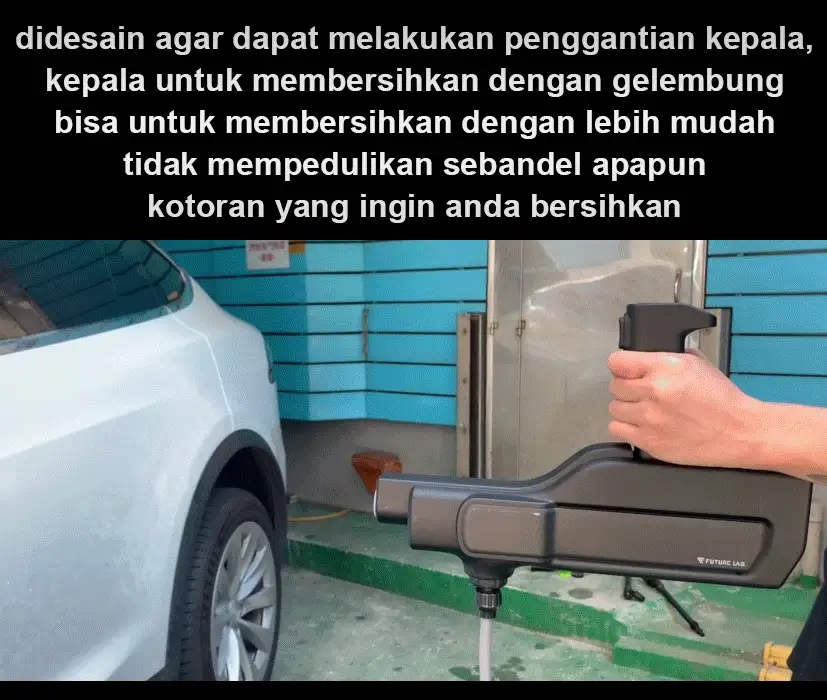 didesain agar dapat melakukan penggantian kepala,
kepala untuk membersihkan dengan gelembung
bisa untuk membersihkan dengan lebih mudah
tidak mempedulikan sebandel apapun
kotoran yang ingin anda bersihkan
FUTURE LAB.